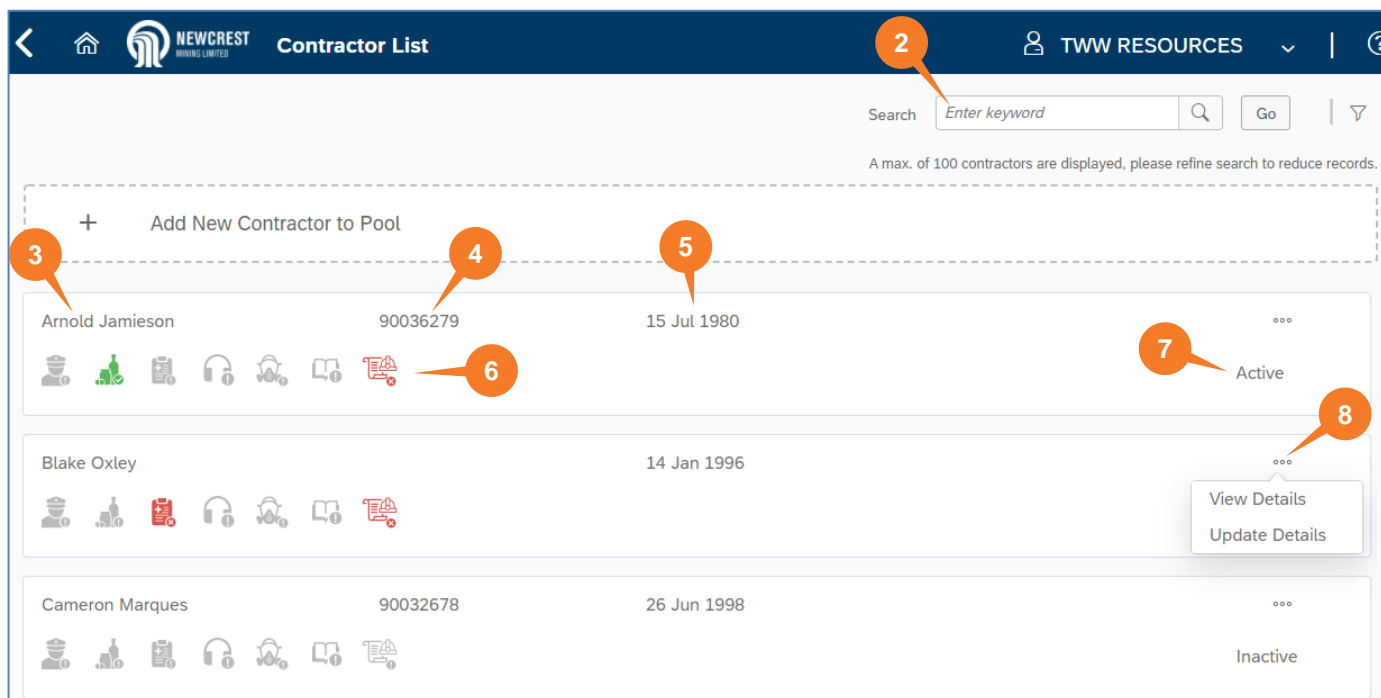 NEWCREST
MINING LIMITED
Contractor List
2
TWW RESOURCES
Search
Enter keyword
Go
A max. of 100 contractors are displayed, please refine search to reduce records.
+ Add New Contractor to Pool
3
4
5
Arnold Jamieson 90036279 15 Jul 1980
6
7
Active
8
Blake Oxley 14 Jan 1996
View Details
Update Details
Cameron Marques 90032678 26 Jun 1998
Inactive